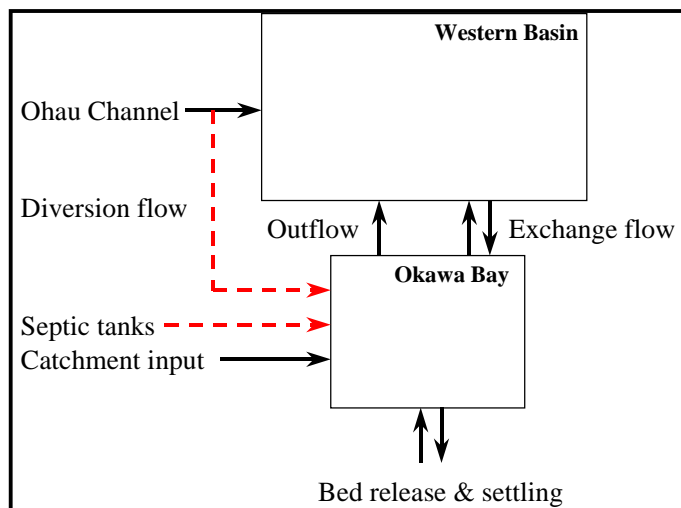 Western Basin
Ohau Channel
Diversion flow
Outflow
Exchange flow
Okawa Bay
Septic tanks
Catchment input
Bed release & settling